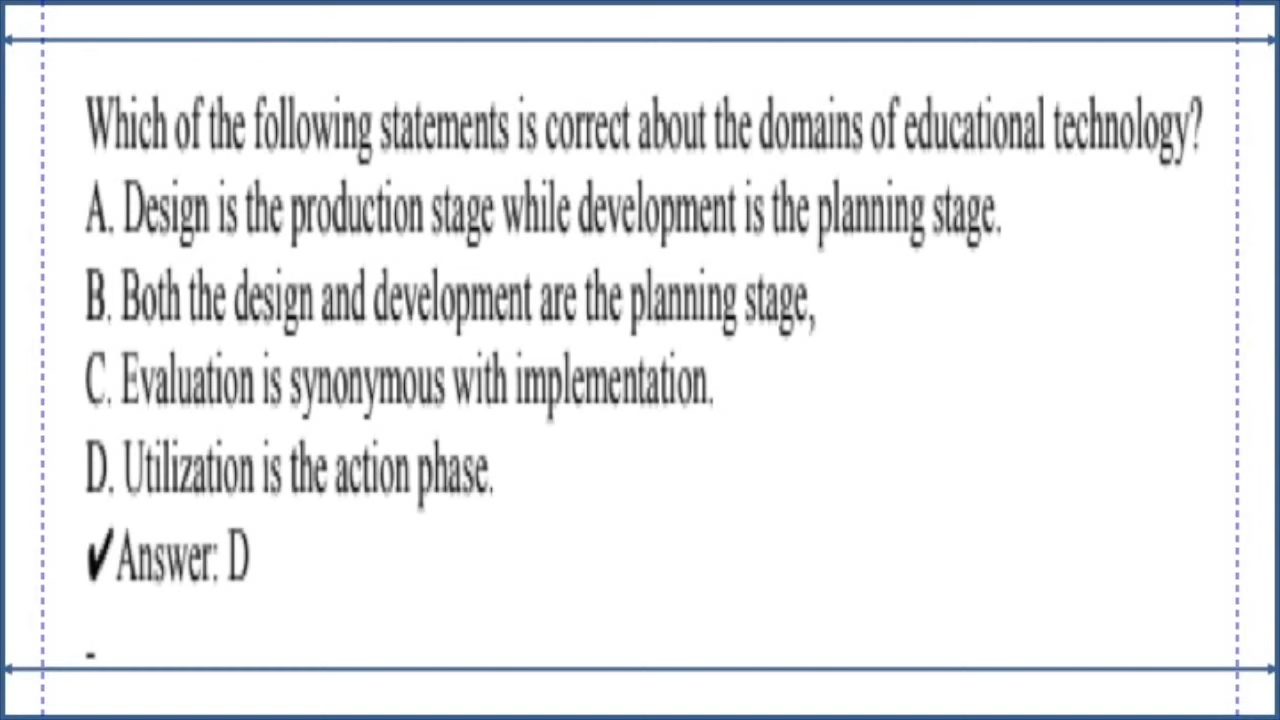 Which of the following statements is correct about the domains of educational technology?
A. Design is the production stage while development is the planning stage.
B. Both the design and development are the planning stage,
C. Evaluation is synonymous with implementation.
D. Utilization is the action phase.
✔Answer: D
-